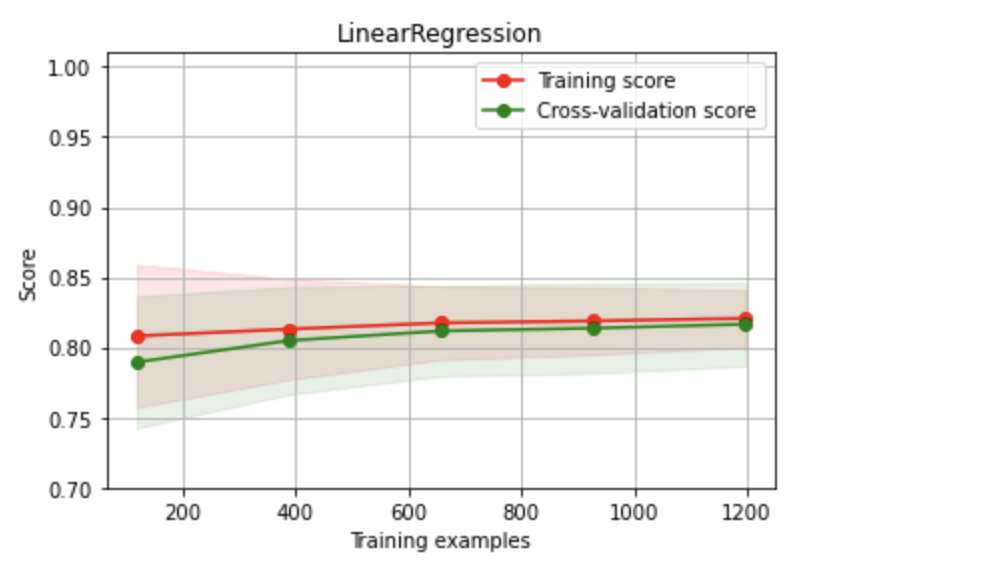 LinearRegression
1.00
0.95
0.90
0.85
0.80
0.75
0.70
Score
Training score
Cross-validation score
200
400
600
800
1000
1200
Training examples